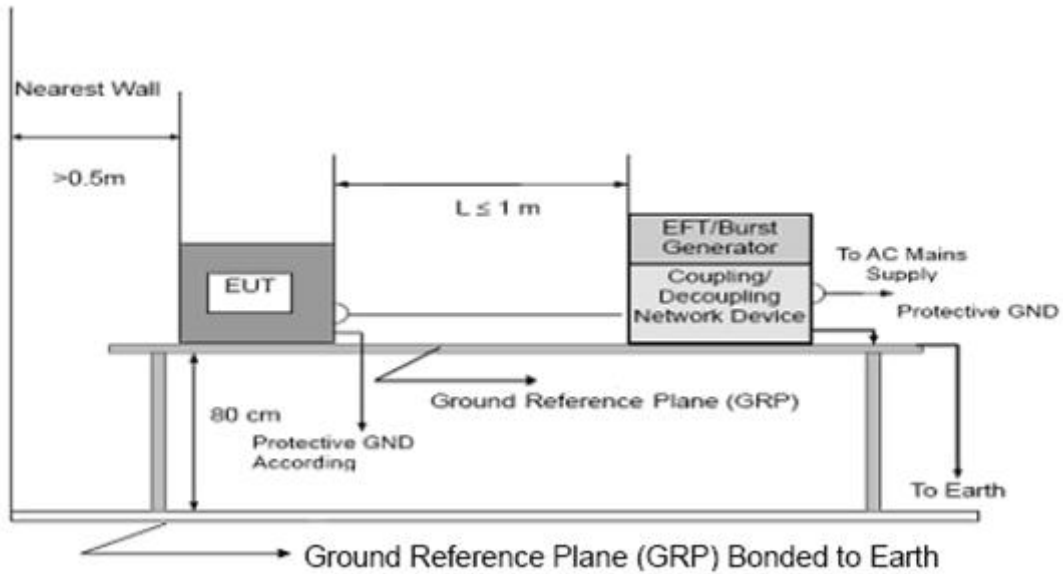 Nearest Wall
>0.5m
L ≤ 1 m
EFT/Burst
Generator
To AC Mains
Supply
EUT
Coupling/
Decoupling
Network Device
Protective GND
Ground Reference Plane (GRP)
80 cm
Protective GND
According
To Earth
Ground Reference Plane (GRP) Bonded to Earth